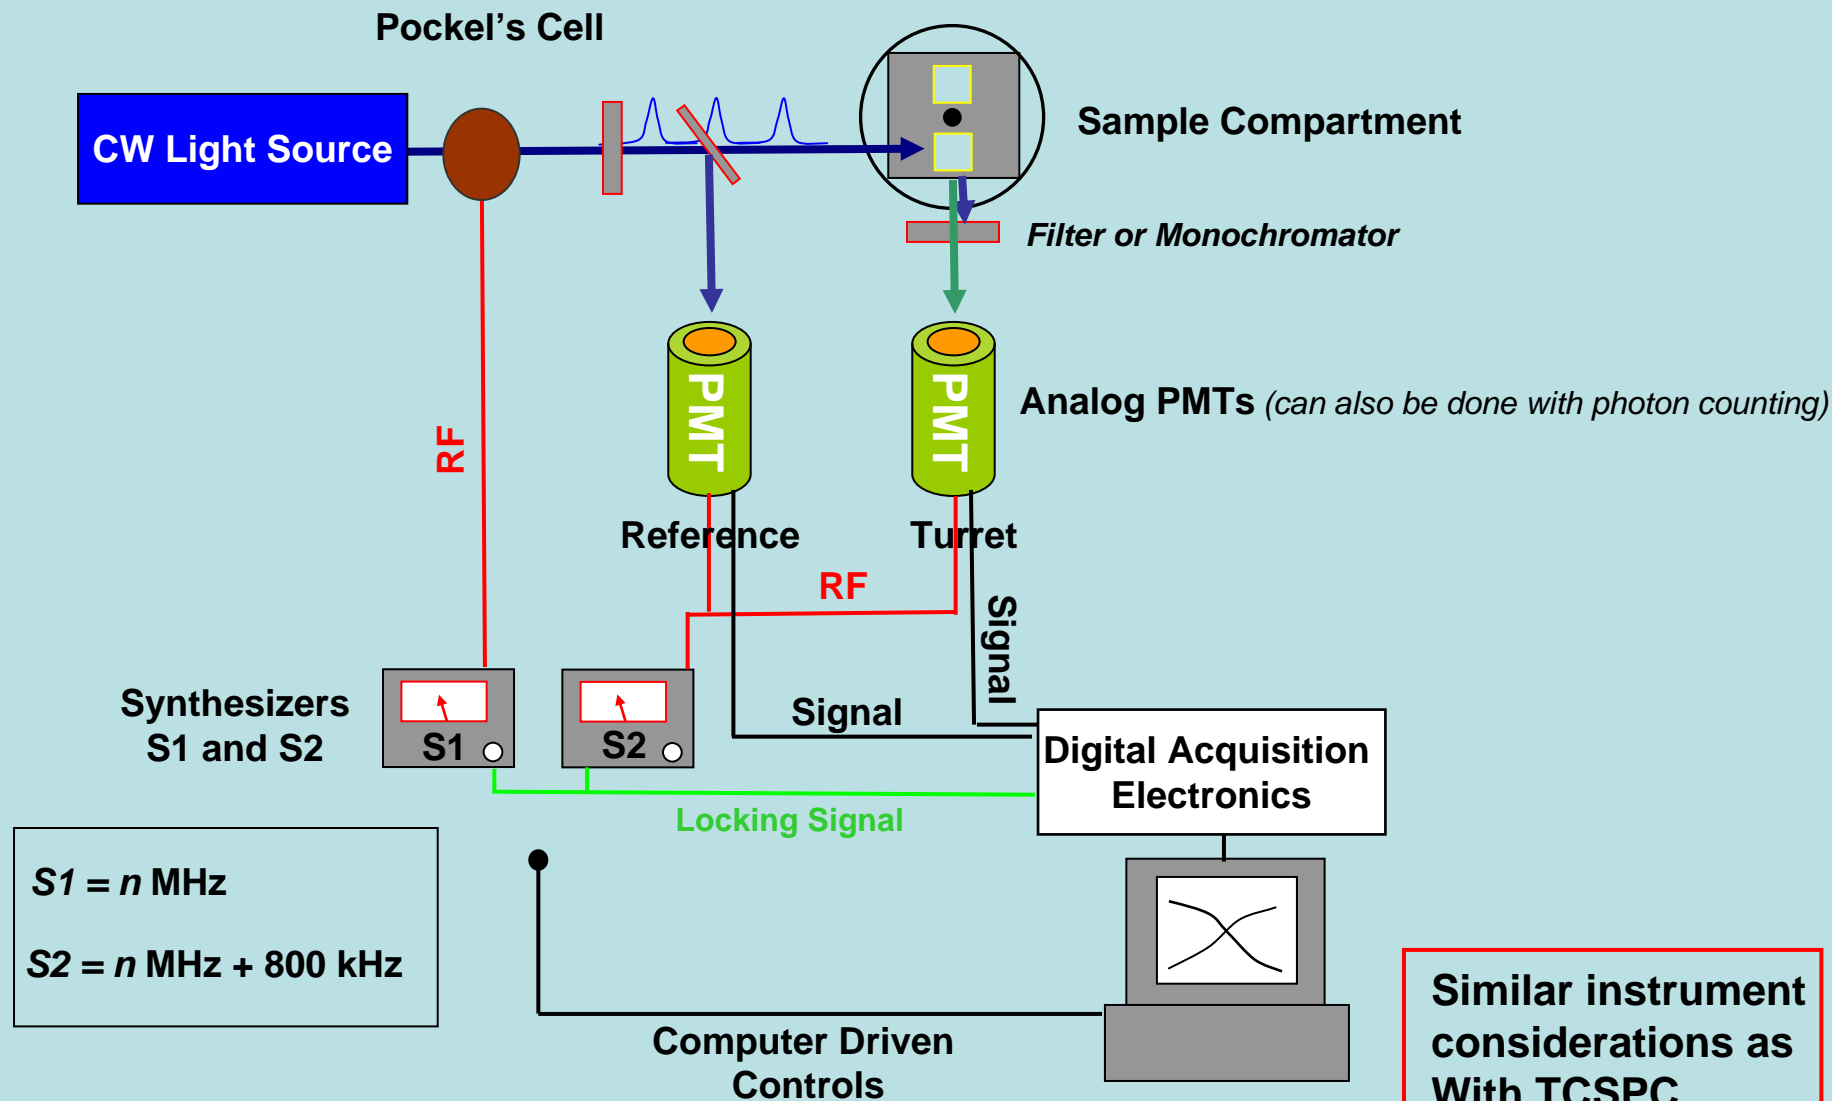 Pockel's Cell
CW Light Source
Sample Compartment
Filter or Monochromator
PMT
PMT
Analog PMTs (can also be done with photon counting)
RF
Reference
Turret
RF
Signal
Signal
Synthesizers
S1 and S2
S1
S2
Digital Acquisition
Electronics
Locking Signal
S1 = n MHz
S2 = n MHz + 800 kHz
Computer Driven
Controls
Similar instrument
considerations as
With TCSPC